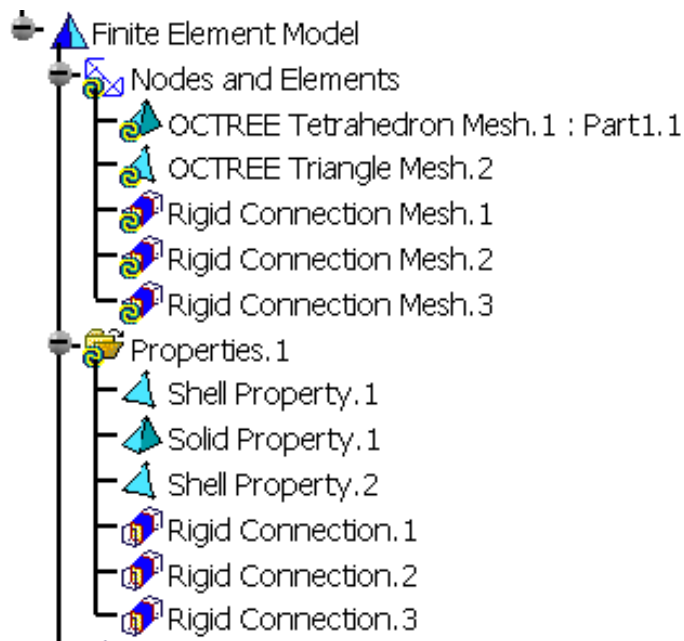 Finite Element Model
Nodes and Elements
OCTREE Tetrahedron Mesh.1 : Part1.1
OCTREE Triangle Mesh.2
Rigid Connection Mesh.1
Rigid Connection Mesh.2
Rigid Connection Mesh.3
Properties.1
Shell Property.1
Solid Property.1
Shell Property.2
Rigid Connection.1
Rigid Connection.2
Rigid Connection.3